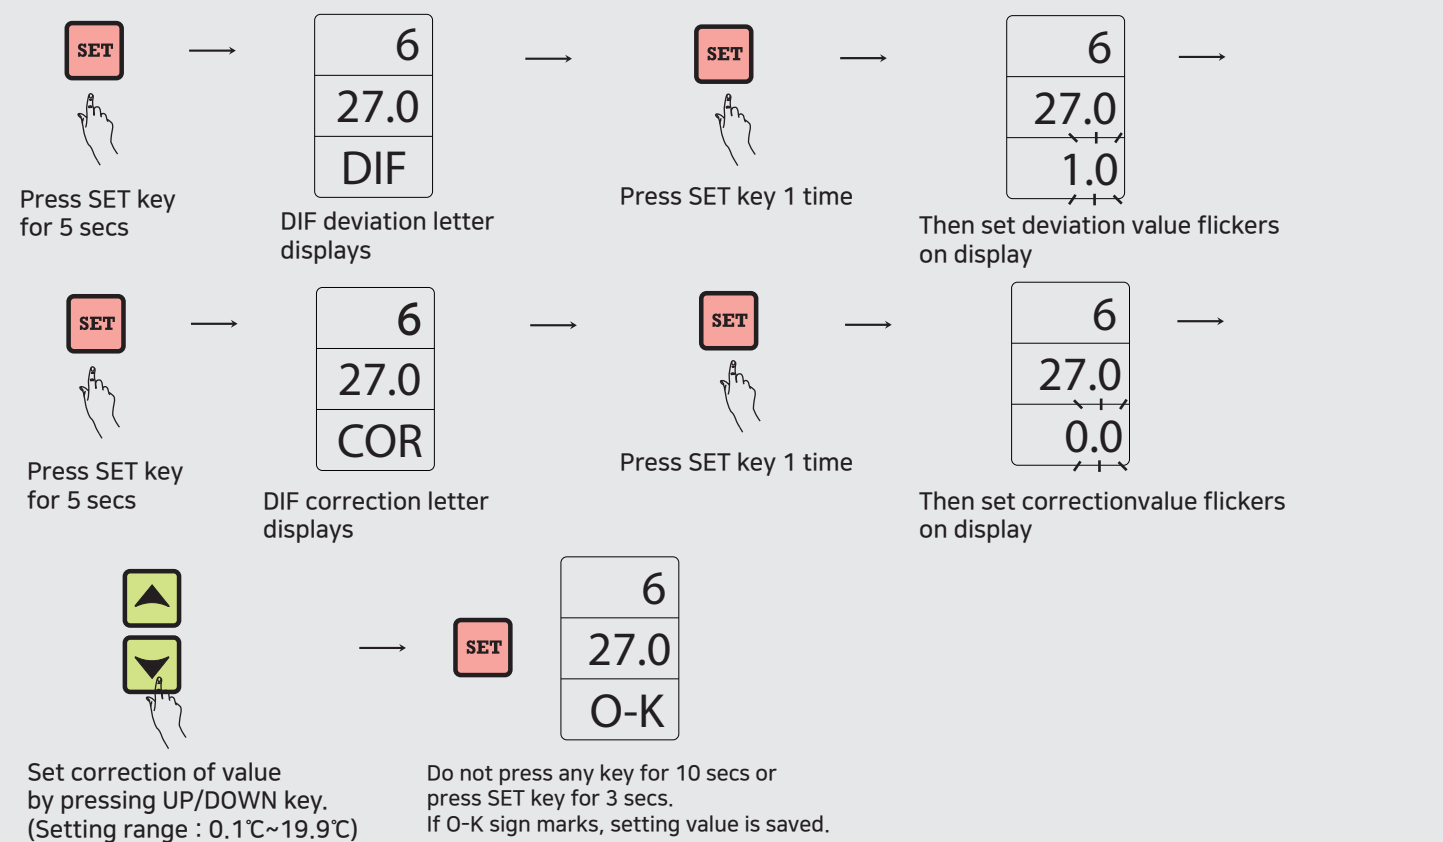 SET
6
27.0
DIF
SET
6
27.0
1.0
Press SET key
for 5 secs
DIF deviation letter
displays
Press SET key 1 time
Then set deviation value flickers
on display
SET
6
27.0
COR
SET
6
27.0
0.0
Press SET key
for 5 secs
DIF correction letter
displays
Press SET key 1 time
Then set correctionvalue flickers
on display
SET
6
27.0
O-K
Set correction of value
by pressing UP/DOWN key.
(Setting range : 0.1℃~19.9℃)
Do not press any key for 10 secs or
press SET key for 3 secs.
If O-K sign marks, setting value is saved.